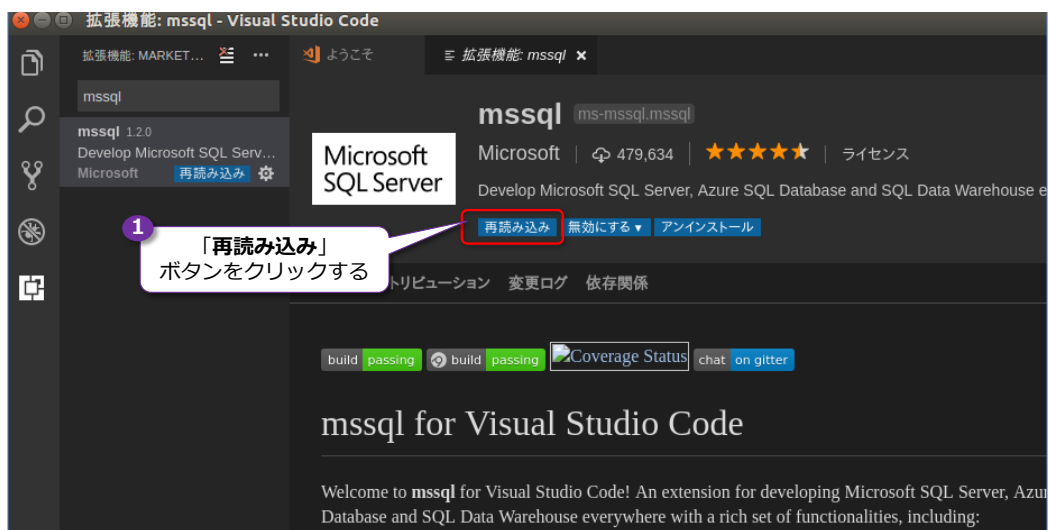 拡張機能: mssql - Visual Studio Code
拡張機能: MARKET...
ようこそ
拡張機能: mssql
mssql
mssql 1.2.0
Develop Microsoft SQL Serv...
Microsoft 再読み込み
Microsoft
SQL Server
mssql ms-mssql.mssql
Microsoft 479,634 ライセンス
Develop Microsoft SQL Server, Azure SQL Database and SQL Data Warehouse e
再読み込み 無効にする アンインストール
1
「再読み込み」
ボタンをクリックする
トリビューション 変更ログ 依存関係
build passing build passing Coverage Status chat on gitter
mssql for Visual Studio Code
Welcome to mssql for Visual Studio Code! An extension for developing Microsoft SQL Server, Azur
Database and SQL Data Warehouse everywhere with a rich set of functionalities, including: